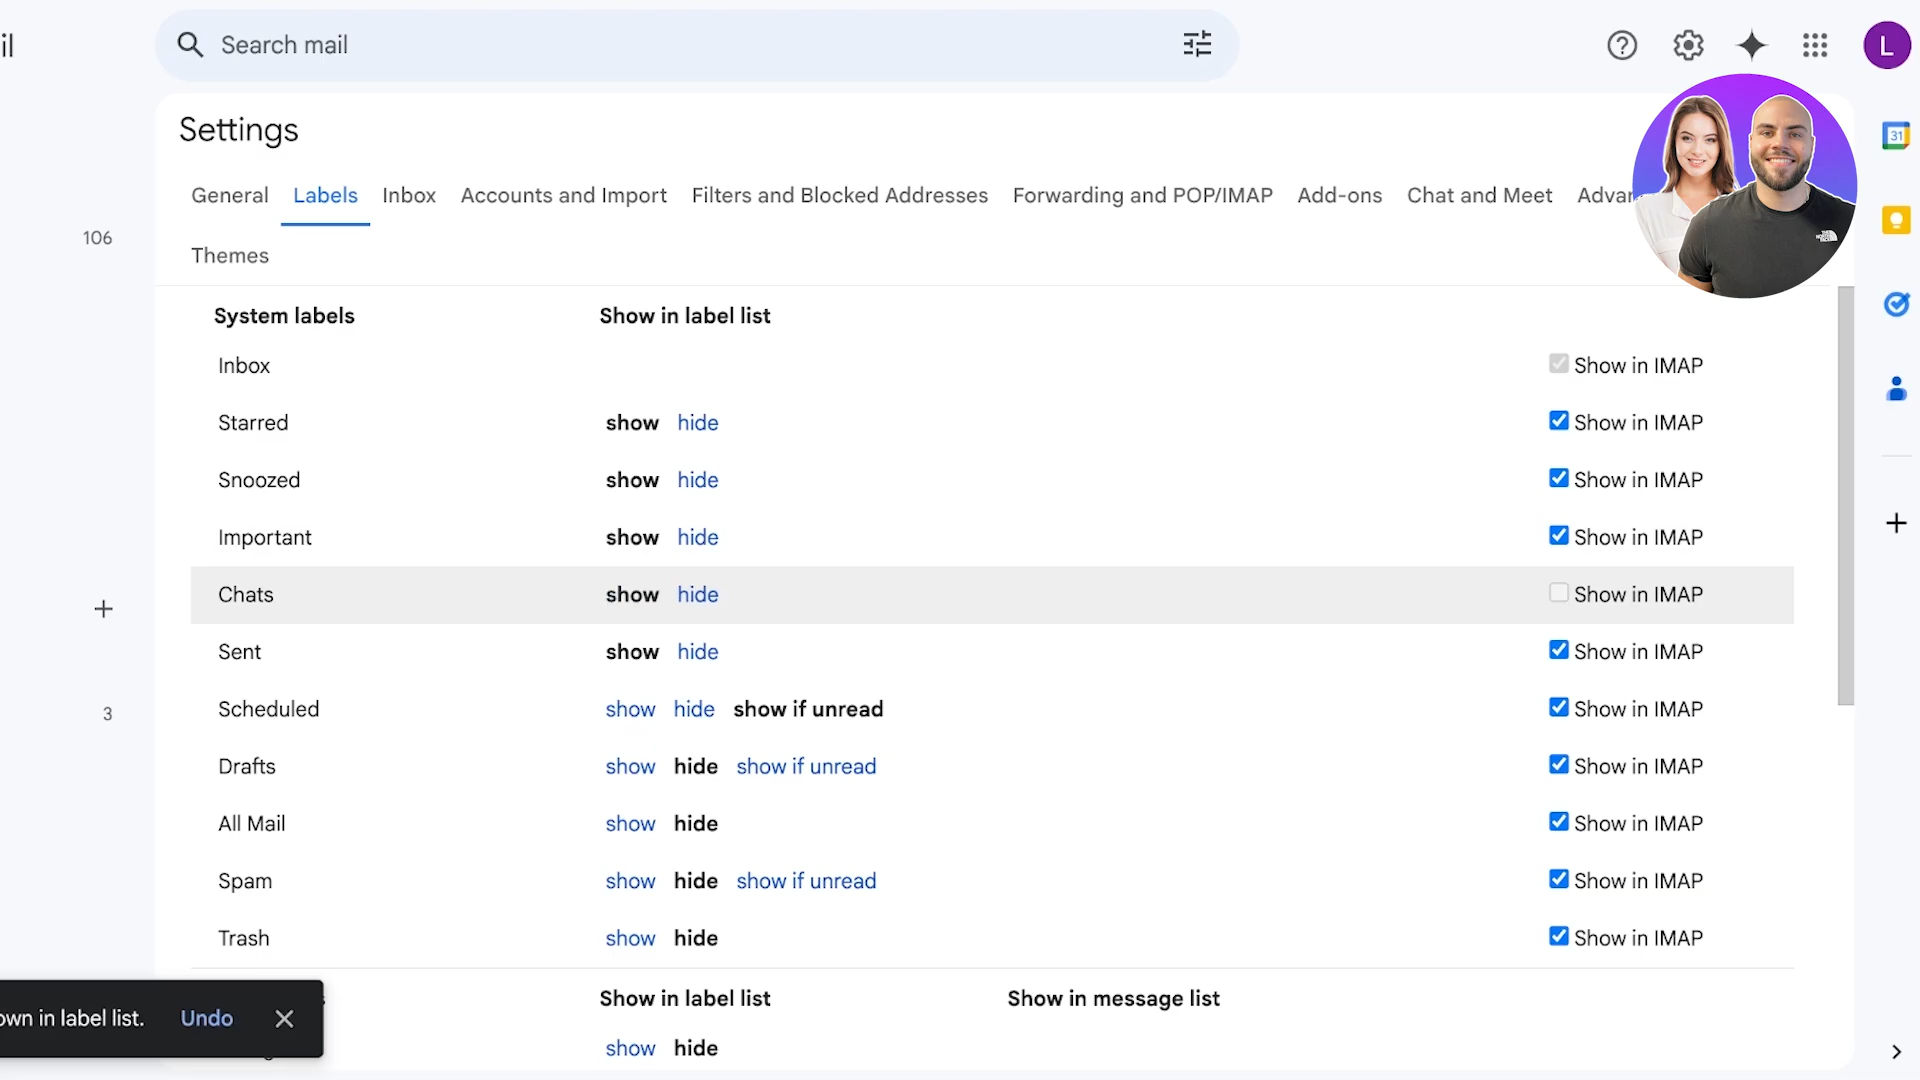 il
Search mail
L
Settings
General Labels Inbox Accounts and Import Filters and Blocked Addresses Forwarding and POP/IMAP Add-ons Chat and Meet
Themes
31
106
System labels Show in label list
Inbox Show in IMAP
Starred show hide Show in IMAP
Snoozed show hide Show in IMAP
Important show hide Show in IMAP
Chats show hide Show in IMAP
Sent show hide Show in IMAP
Scheduled show hide show if unread Show in IMAP
3
Drafts show hide show if unread Show in IMAP
All Mail show hide Show in IMAP
Spam show hide show if unread Show in IMAP
Trash show hide Show in IMAP
Show in label list Show in message list
own in label list. Undo
show hide